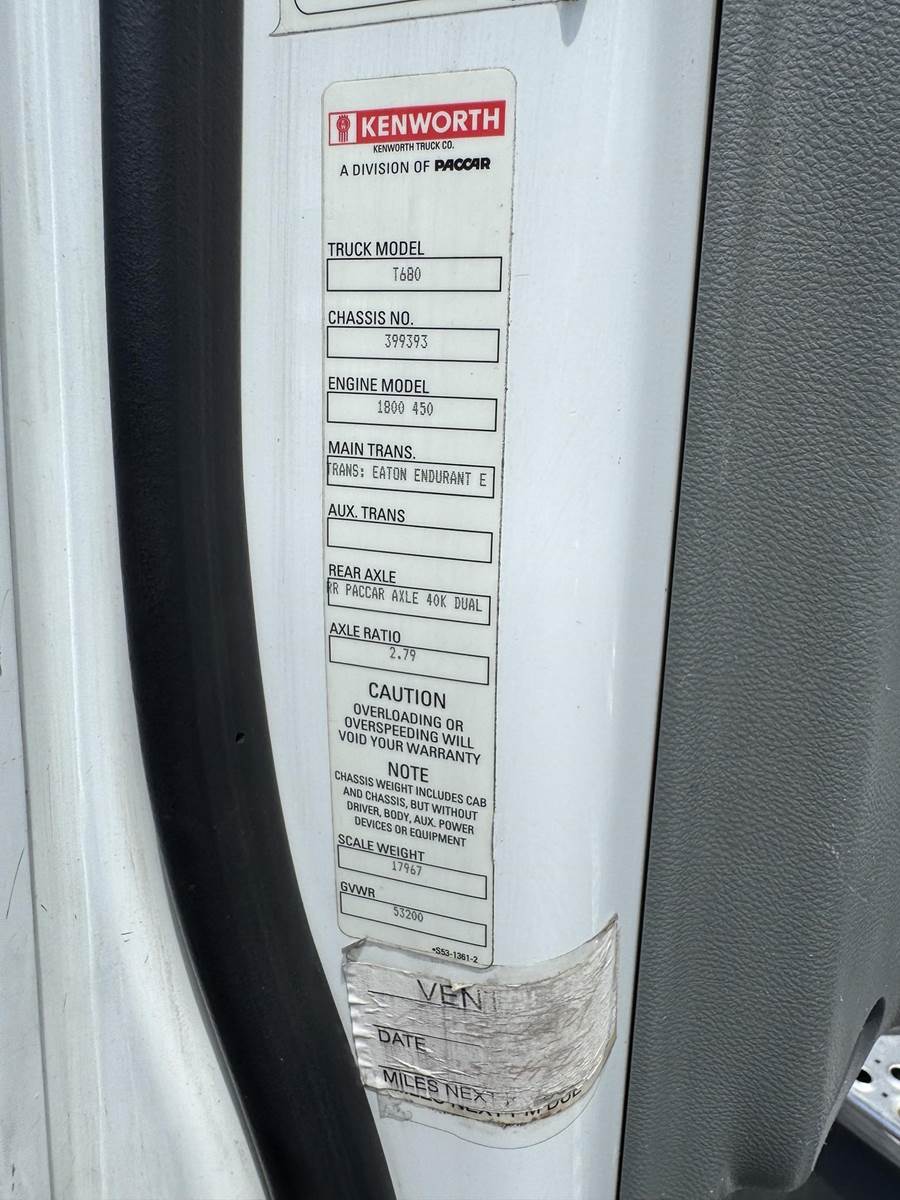 KENWORTH
KENWORTH TRUCK CO.
A DIVISION OF PACCAR
TRUCK MODEL
T680
CHASSIS NO.
399393
ENGINE MODEL
1800 450
MAIN TRANS.
TRANS: EATON ENDURANT E
AUX. TRANS
REAR AXLE
RR PACCAR AXLE 40K DUAL
AXLE RATIO
2.79
CAUTION
OVERLOADING OR
OVERSPEEDING WILL
VOID YOUR WARRANTY
NOTE
CHASSIS WEIGHT INCLUDES CAB
AND CHASSIS, BUT WITHOUT
DRIVER, BODY, AUX. POWER
DEVICES OR EQUIPMENT
SCALE WEIGHT
17967
GVWR
53200
*S53-1361-2
VEN
DATE
MILES NEXT